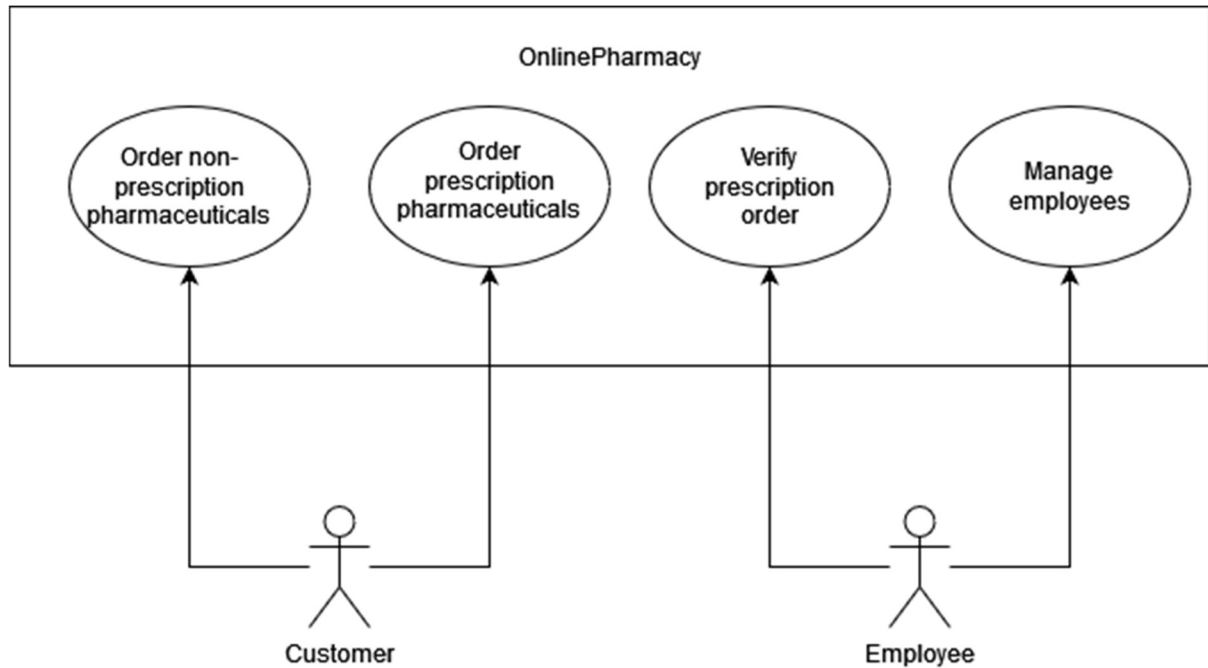 OnlinePharmacy
Order non-
prescription
pharmaceuticals
Order
prescription
pharmaceuticals
Verify
prescription
order
Manage
employees
Customer
Employee